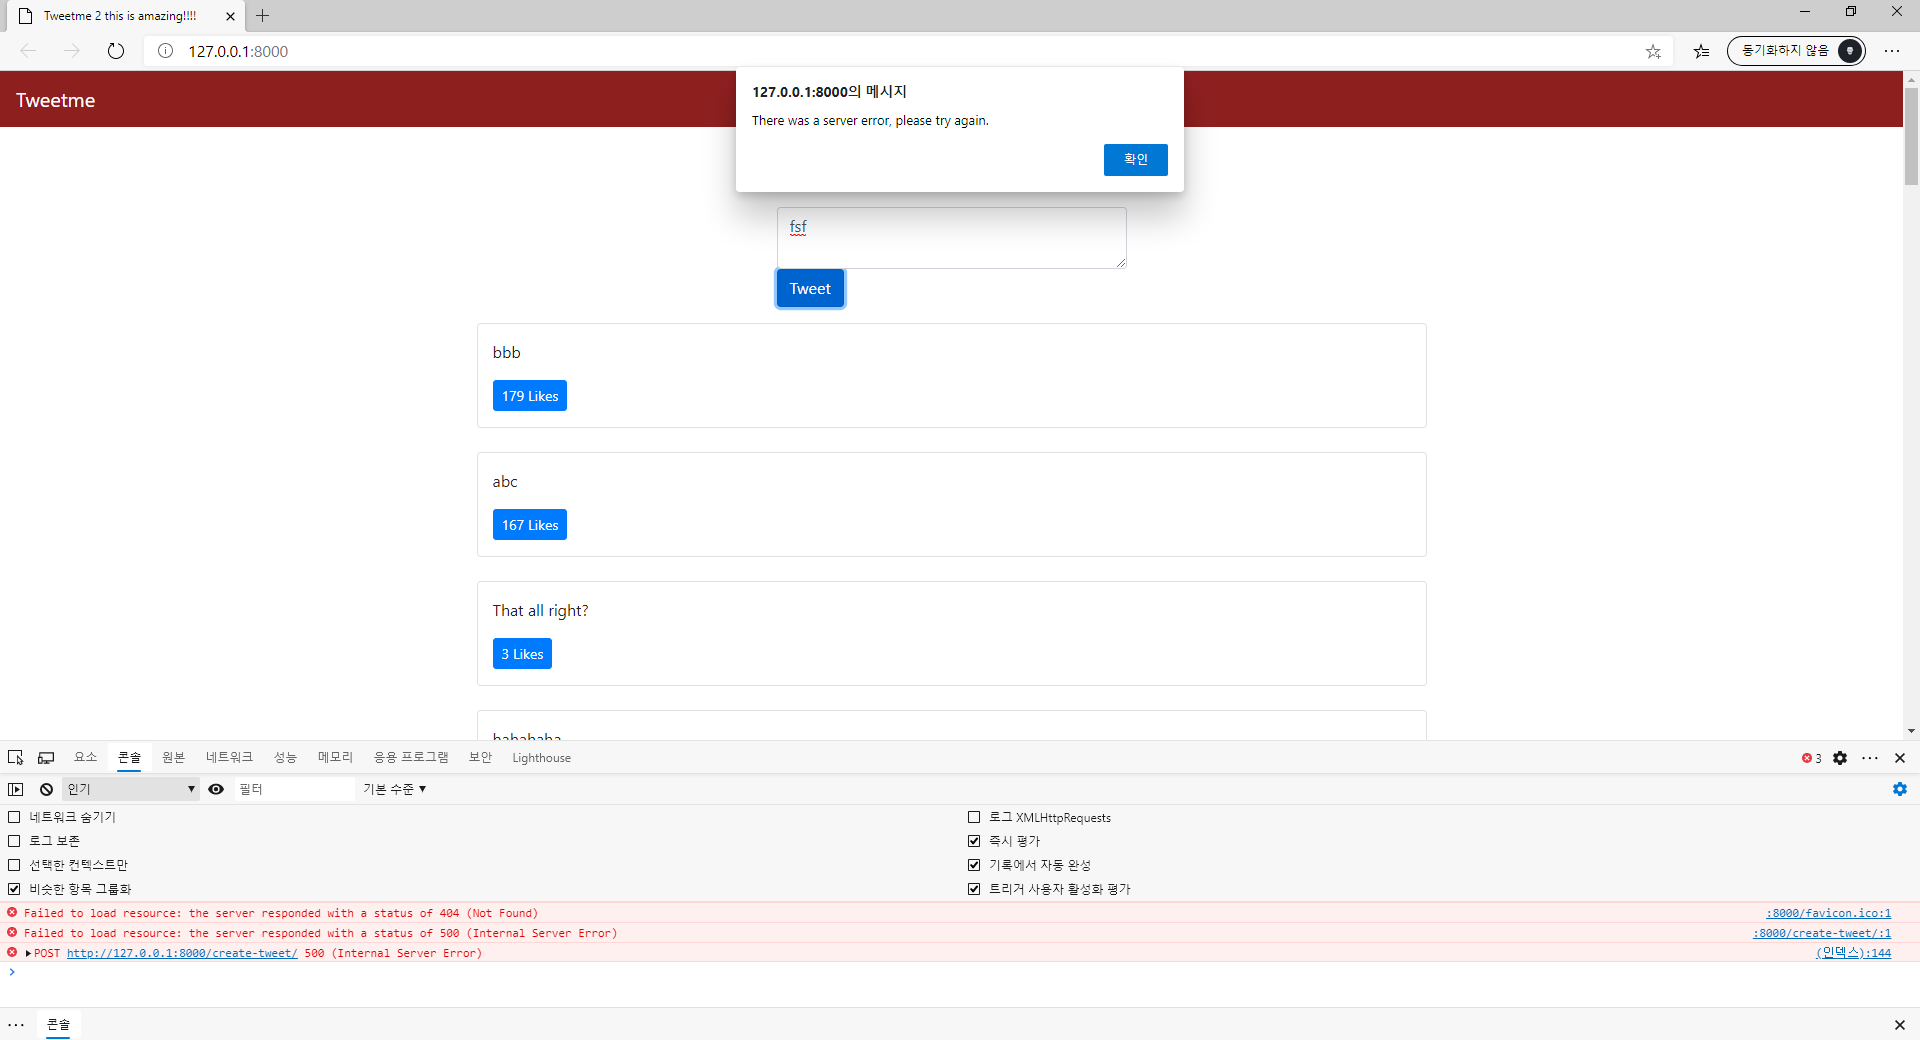 Tweetme 2 this is amazing!!!!
127.0.0.1:8000
동기화하지 않음
Tweetme
127.0.0.1:8000의 메시지
There was a server error, please try again.
확인
fsf
Tweet
bbb
179 Likes
abc
167 Likes
That all right?
3 Likes
hahahaha
요소 콘솔 원본 네트워크 성능 메모리 응용 프로그램 보안 Lighthouse 3
인기 필터 기본 수준
네트워크 숨기기 로그 XMLHttpRequests
로그 보존 즉시 평가
선택한 컨텍스트만 기록에서 자동 완성
비슷한 항목 그룹화 트리거 사용자 활성화 평가
Failed to load resource: the server responded with a status of 404 (Not Found) :8000/favicon.ico:1
Failed to load resource: the server responded with a status of 500 (Internal Server Error) :8000/create-tweet/:1
POST http://127.0.0.1:8000/create-tweet/ 500 (Internal Server Error) (인덱스):144
콘솔